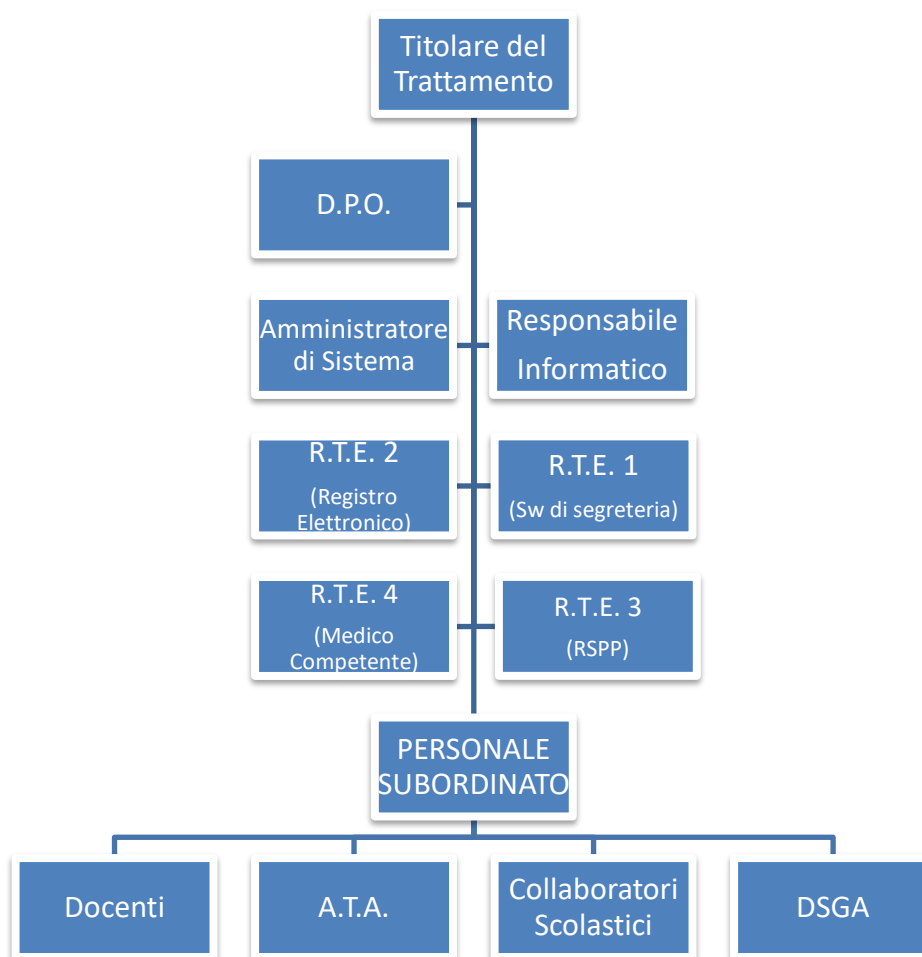 Titolare del
Trattamento
D.P.O.
Amministratore
di Sistema
Responsabile
Informatico
R.T.E. 2
(Registro
Elettronico)
R.T.E. 1
(Sw di segreteria)
R.T.E. 4
(Medico
Competente)
R.T.E. 3
(RSPP)
PERSONALE
SUBORDINATO
Docenti
A.T.A.
Collaboratori
Scolastici
DSGA